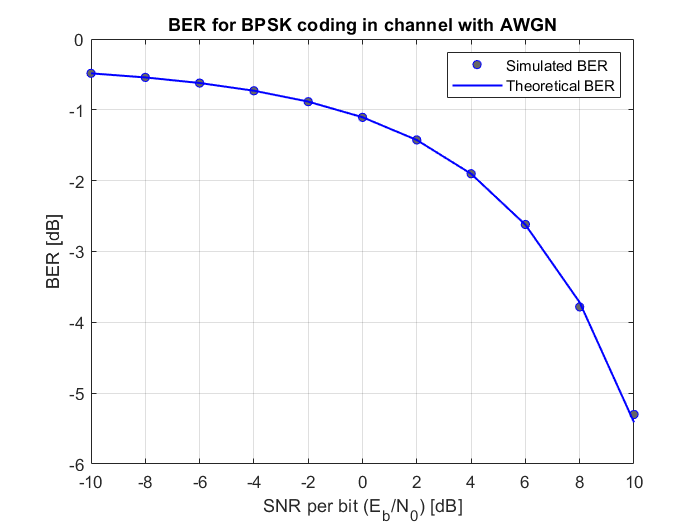 BER for BPSK coding in channel with AWGN
Simulated BER
Theoretical BER
0
-1
-2
-3
-4
-5
-6
BER [dB]
-10 -8 -6 -4 -2 0 2 4 6 8 10
SNR per bit (E_b/N_0) [dB]